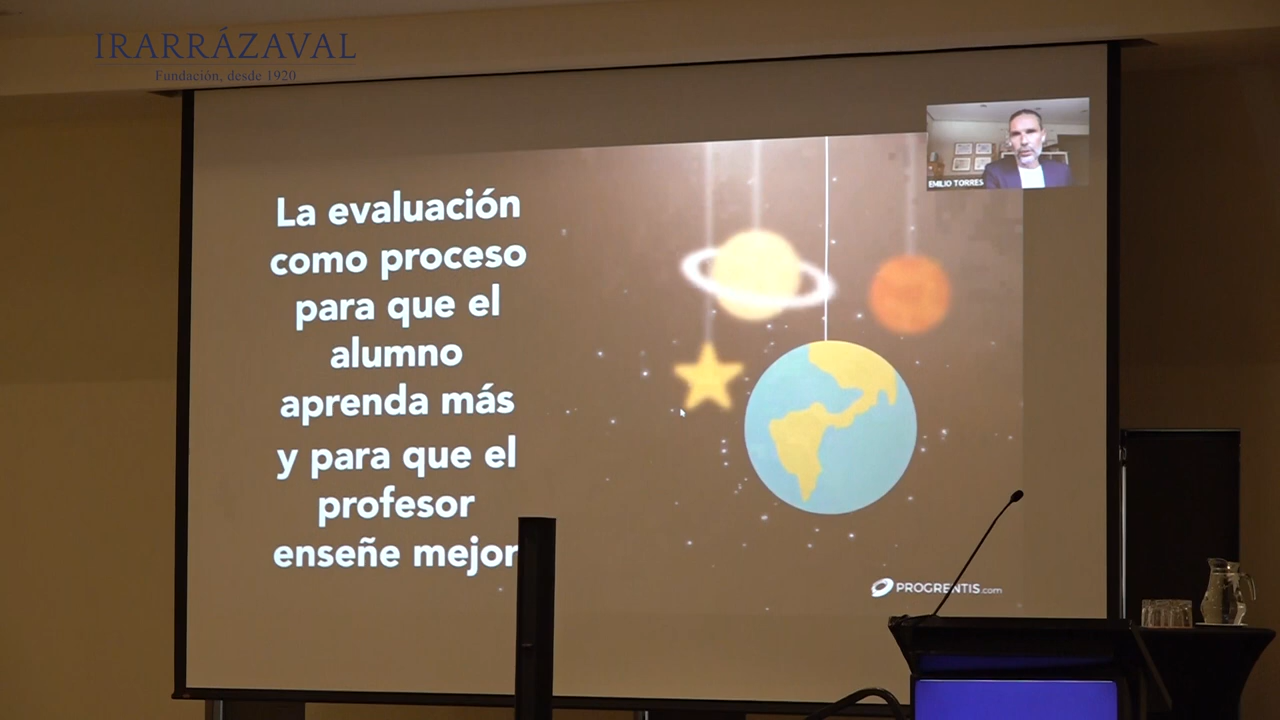 IRARRÁZAVAL
Fundación, desde 1920
EMILIO TORRES
La evaluación
como proceso
para que el
alumno
aprenda más
y para que el
profesor
enseñe mejor
PROGRENTIS.com